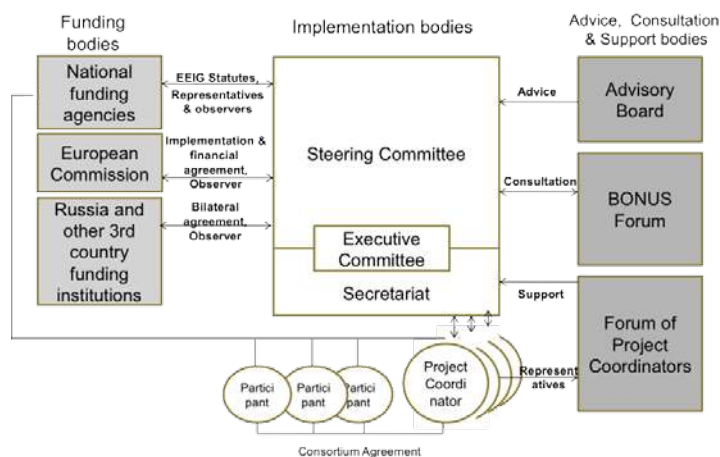 Funding
bodies
Implementation bodies
Advice, Consultation
& Support bodies
National
funding
agencies
EEIG Statutes,
Representatives
& observers
European
Commission
Implementation &
financial
agreement,
Observer
Russia and
other 3rd
country
funding
institutions
Bilateral
agreement,
Observer
Steering Committee
Executive
Committee
Secretariat
Advice
Advisory
Board
Consultation
BONUS
Forum
Support
Forum of
Project
Coordinators
Represent
atives
Partici
pant
Partici
pant
Partici
pant
Project
Coordi
nator
Consortium Agreement